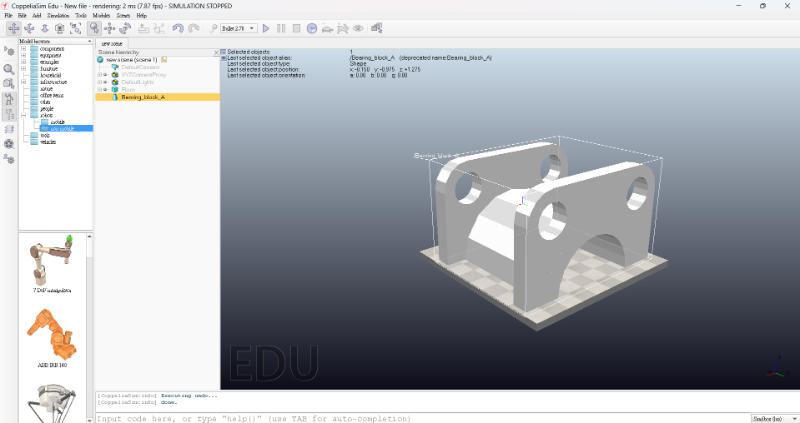 CoppeliaSim Edu - New file - rendering: 2 ms (7.87 fps) - SIMULATION STOPPED
File Edit Add Simulation Tools Modules Scenes Help
Bullet 2.78
Model browser
components
equipment
examples
furniture
household
infrastructure
nature
office items
other
people
robots
mobile
non-mobile
tools
vehicles
7 DoF manipulator
ABB IRB 140
new scene
Scene hierarchy
new scene (scene 1)
DefaultCamera
XYZCameraProxy
DefaultLights
Floor
Bearing_block_A
Selected objects: 1
Last selected object alias: /Bearing_block_A (deprecated name: Bearing_block_A)
Last selected object type: Shape
Last selected object position: x: -0.150 y: -0.975 z: +1.275
Last selected object orientation a: 0.00 b: 0.00 g: 0.00
EDU
[CoppeliaSim:info] Executing undo...
[CoppeliaSim:info] done.
Input code here, or type "help()" (use TAB for auto-completion)
Sandbox (lua)